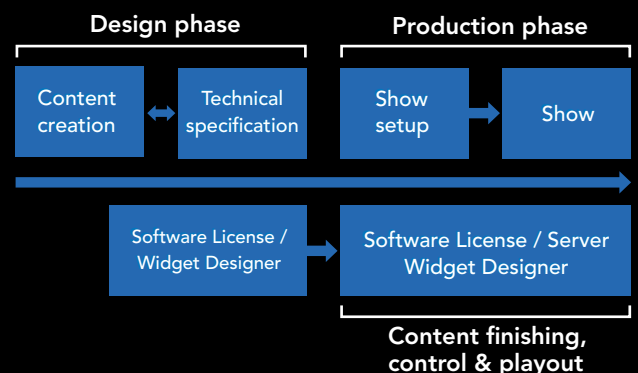 Design phase
Production phase
Content
creation
Technical
specification
Show
setup
Show
Software License /
Widget Designer
Software License / Server
Widget Designer
Content finishing,
control & playout